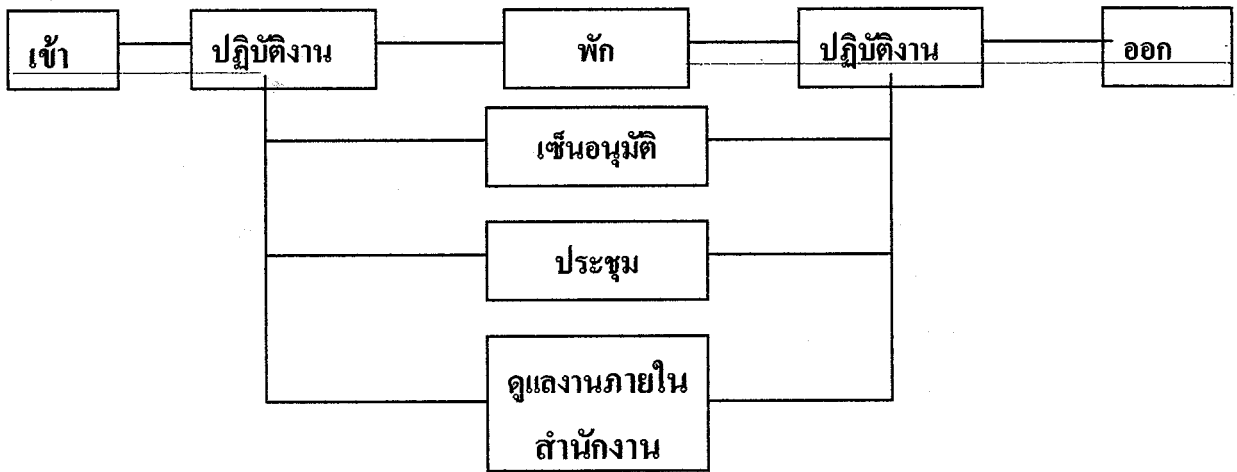 เข้า ปฏิบัติงาน พัก ปฏิบัติงาน ออก
เซ็นอนุมัติ
ประชุม
ดูแลงานภายใน
สำนักงาน